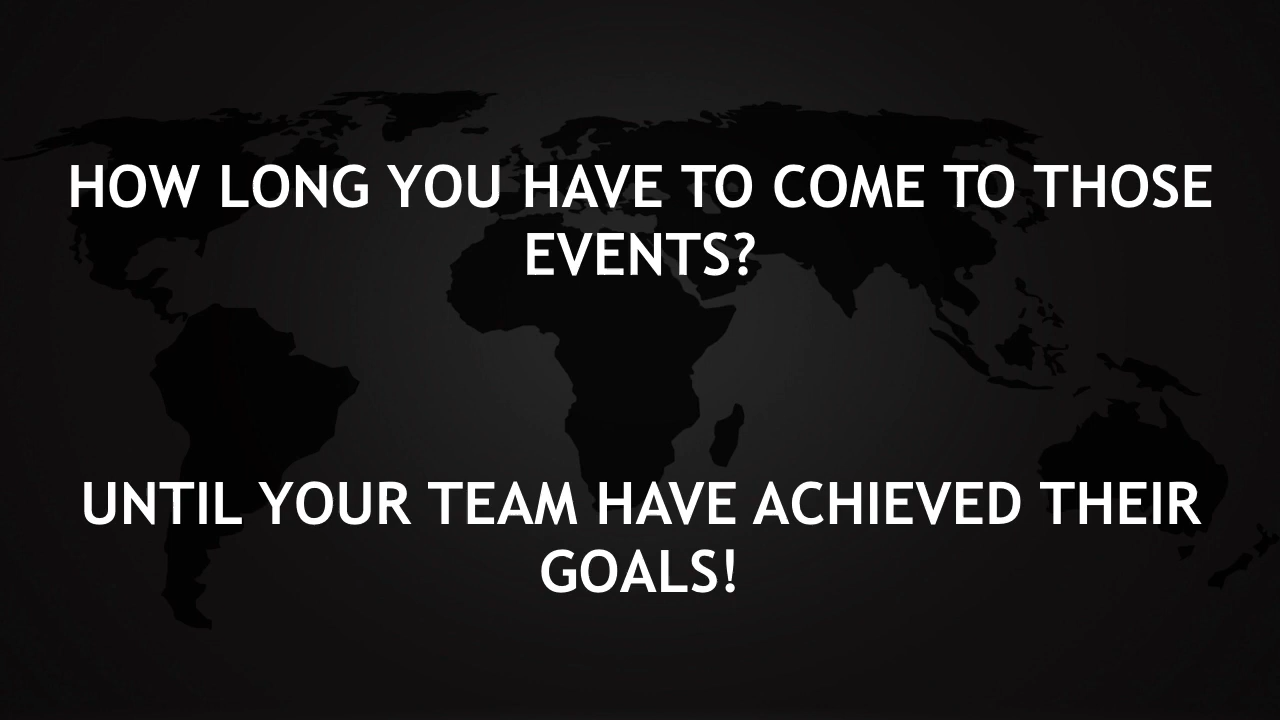 HOW LONG YOU HAVE TO COME TO THOSE
EVENTS?
UNTIL YOUR TEAM HAVE ACHIEVED THEIR
GOALS!